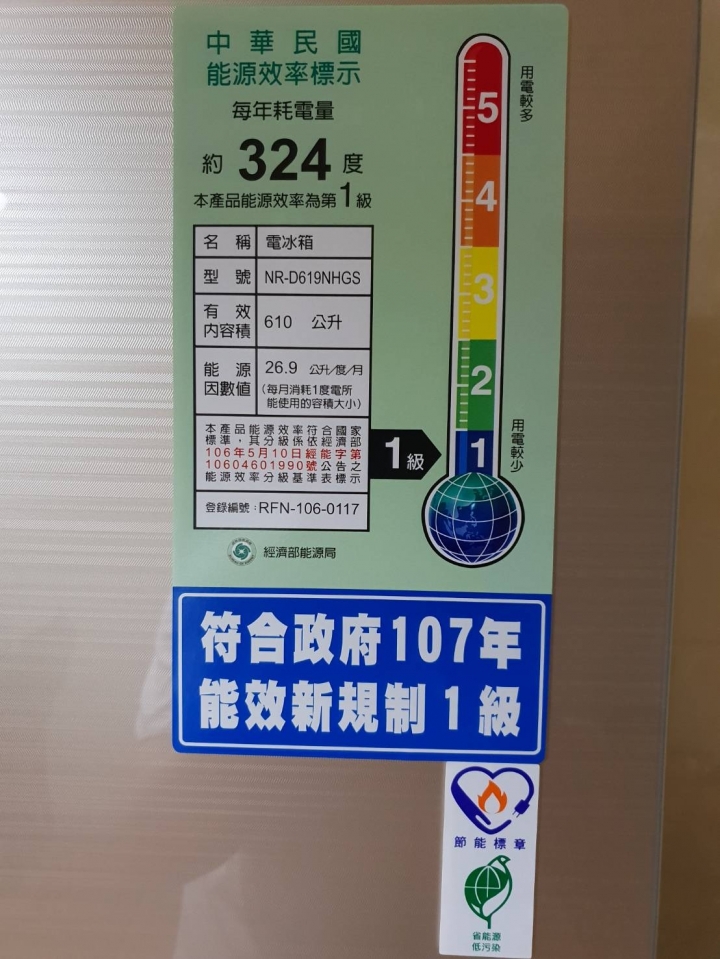 中華民國
能源效率標示
每年耗電量
約 324 度
本產品能源效率為第1級
名稱 電冰箱
型號 NR-D619NHGS
有效
內容積 610 公升
能源
因數值 26.9 公升/度/月
(每月消耗1度電所
能使用的容積大小)
本產品能源效率符合國家
標準，其分級係依經濟部
106年5月10日經能字第
10604601990號公告之
能源效率分級基準表標示
登錄編號:RFN-106-0117
經濟部能源局
用電較多
5
4
3
2
1
用電較少
1級
符合政府107年
能效新規制1級
節能標章
省能源
低污染